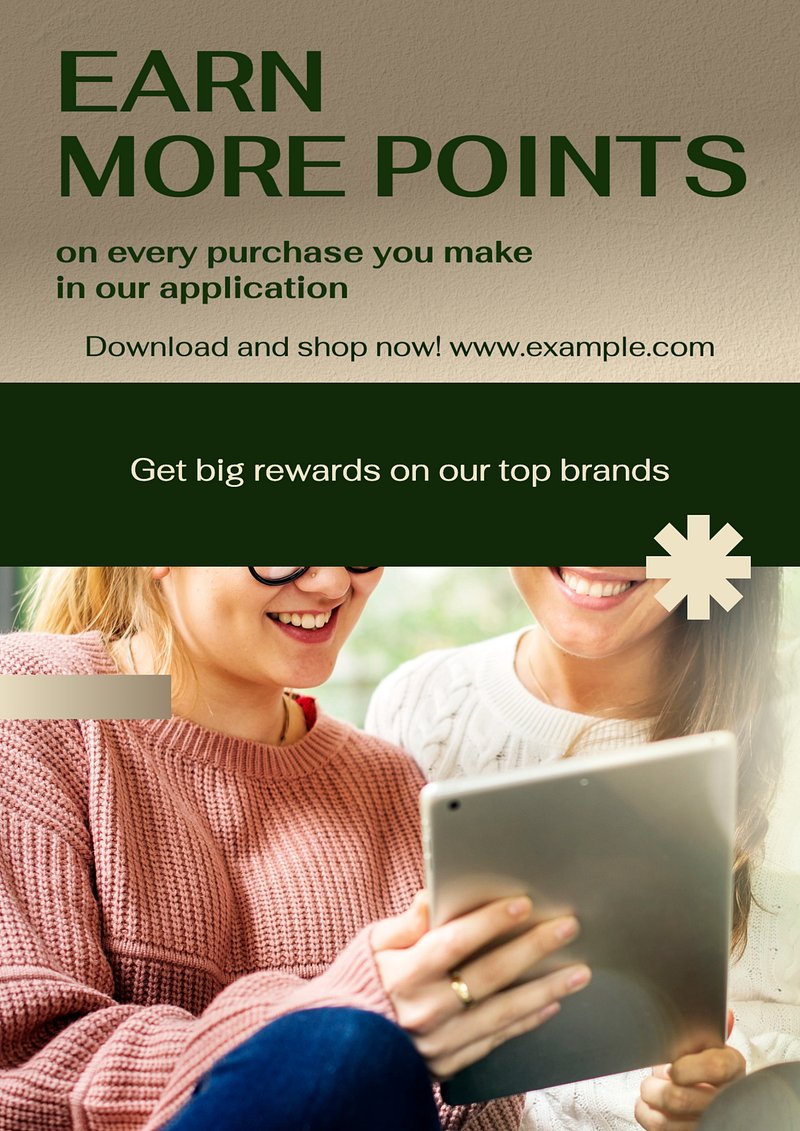 EARN
MORE POINTS
on every purchase you make
in our application
Download and shop now! www.example.com
Get big rewards on our top brands